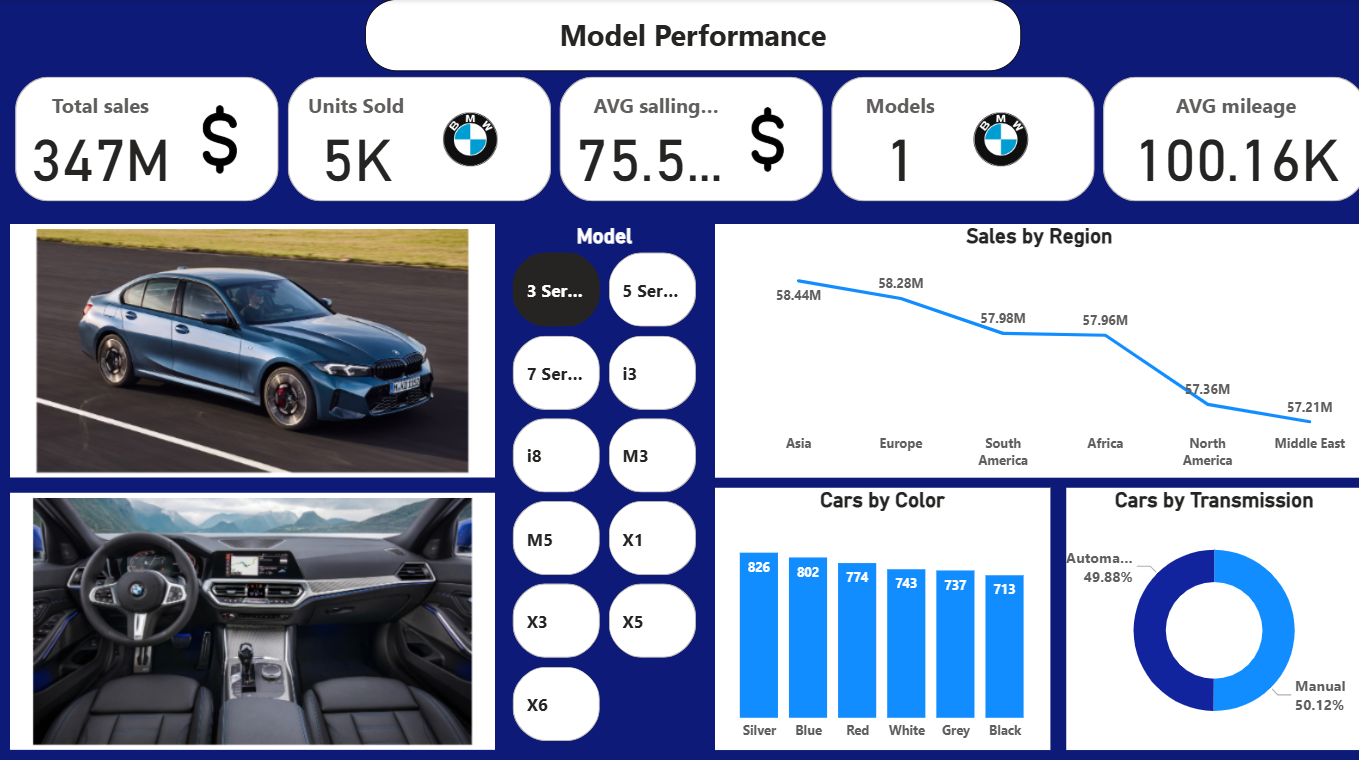 Model Performance
Total sales
347M
Units Sold
5K
AVG salling...
75.5...
Models
1
AVG mileage
100.16K
BMW
BMW
Model
3 Ser...
5 Ser...
7 Ser...
i3
i8
M3
M5
X1
X3
X5
X6
Sales by Region
58.44M
58.28M
57.98M
57.96M
57.36M
57.21M
Asia
Europe
South
America
Africa
North
America
Middle East
Cars by Color
826
802
774
743
737
713
Silver
Blue
Red
White
Grey
Black
Cars by Transmission
Automa...
49.88%
Manual
50.12%